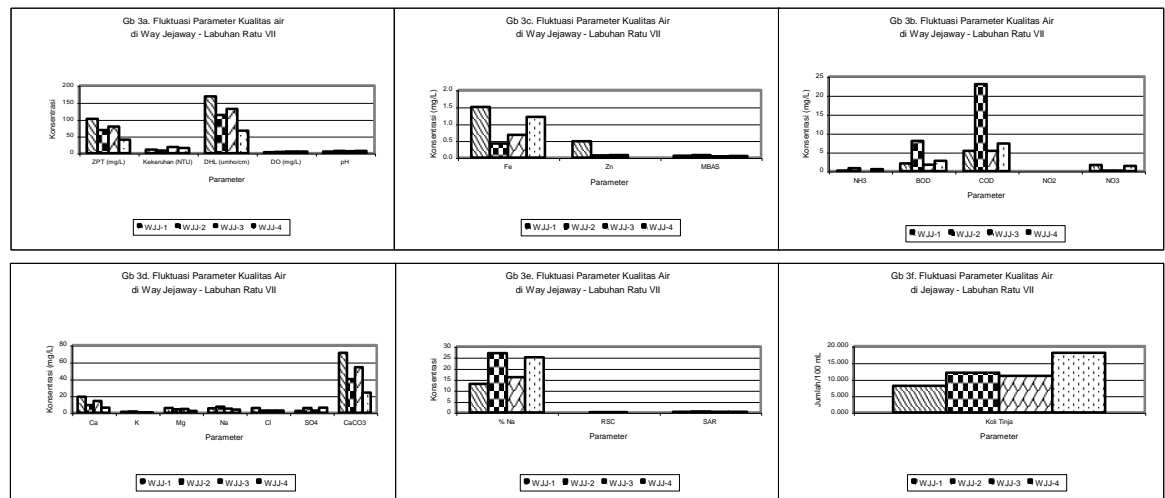 Gb 3a. Fluktuasi Parameter Kualitas air
di Way Jejaway - Labuhan Ratu VII
Konsentrasi
200
150
100
50
0
ZPT (mg/L) Kekeruhan (NTU) DHL (umho/cm) DO (mg/L) pH
Parameter
WJJ-1 WJJ-2 WJJ-3 WJJ-4
Gb 3c. Fluktuasi Parameter Kualitas Air
di Way Jejaway - Labuhan Ratu VII
Konsentrasi (mg/L)
2.0
1.5
1.0
0.5
0.0
Fe Zn MBAS
Parameter
WJJ-1 WJJ-2 WJJ-3 WJJ-4
Gb 3b. Fluktuasi Parameter Kualitas Air
di Way Jejaway - Labuhan Ratu VII
Konsentrasi (mg/L)
25
20
15
10
5
0
NH3 BOD COD NO2 NO3
Parameter
WJJ-1 WJJ-2 WJJ-3 WJJ-4
Gb 3d. Fluktuasi Parameter Kualitas Air
di Way Jejaway - Labuhan Ratu VII
Konsentrasi (mg/L)
80
60
40
20
0
Ca K Mg Na Cl SO4 CaCO3
Parameter
WJJ-1 WJJ-2 WJJ-3 WJJ-4
Gb 3e. Fluktuasi Parameter Kualitas Air
di Way Jejaway - Labuhan Ratu VII
Konsentrasi
30
25
20
15
10
5
0
% Na RSC SAR
Parameter
WJJ-1 WJJ-2 WJJ-3 WJJ-4
Gb 3f. Fluktuasi Parameter Kualitas Air
di Jejaway - Labuhan Ratu VII
Jumlah/100 mL
20.000
15.000
10.000
5.000
0.000
Koli Tinja
Parameter
WJJ-1 WJJ-2 WJJ-3 WJJ-4